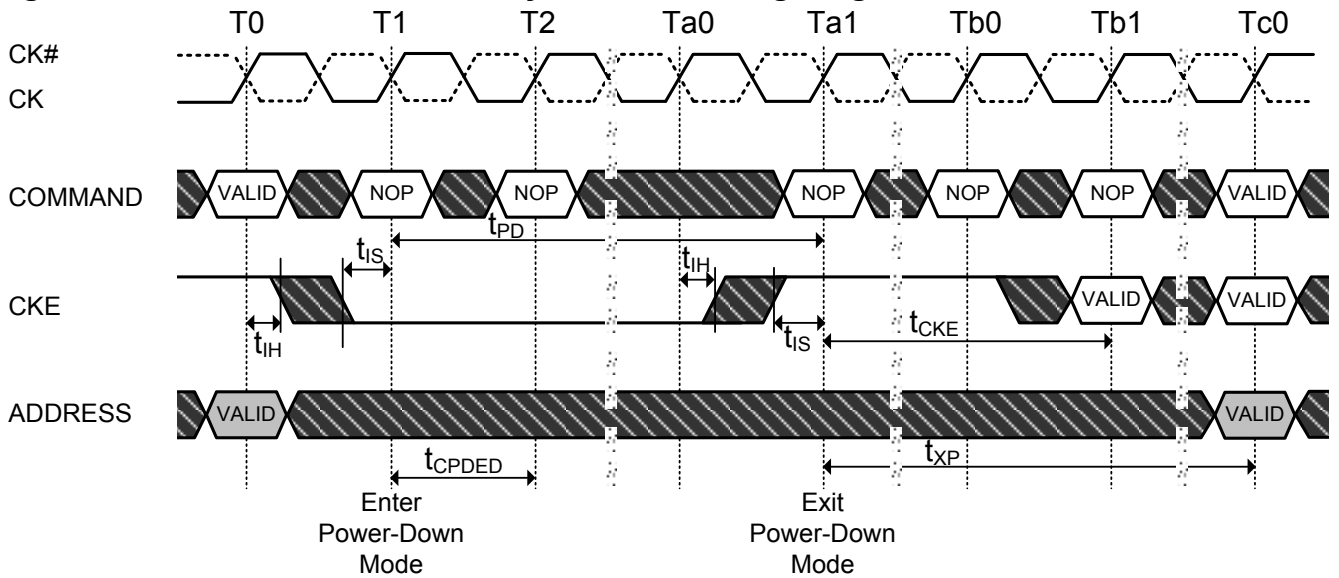 T0 T1 T2 Ta0 Ta1 Tb0 Tb1 Tc0
CK#
CK
COMMAND VALID NOP NOP NOP NOP NOP VALID
tPD
tIS tIH
CKE VALID VALID
tIH tIS tCKE
ADDRESS VALID VALID
tCPDED tXP
Enter
Power-Down
Mode
Exit
Power-Down
Mode